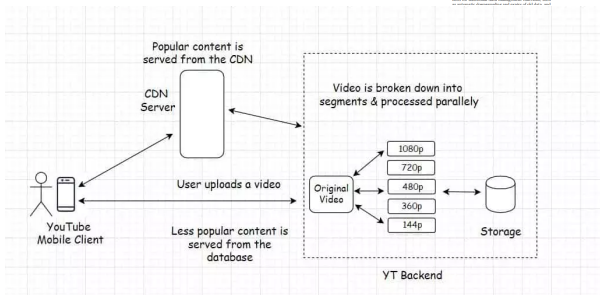 Popular content is
served from the CDN
CDN
Server
Video is broken down into
segments & processed parallely
1080p
720p
480p
360p
144p
Original
Video
User uploads a video
YouTube
Mobile Client
Less popular content is
served from the
database
Storage
YT Backend